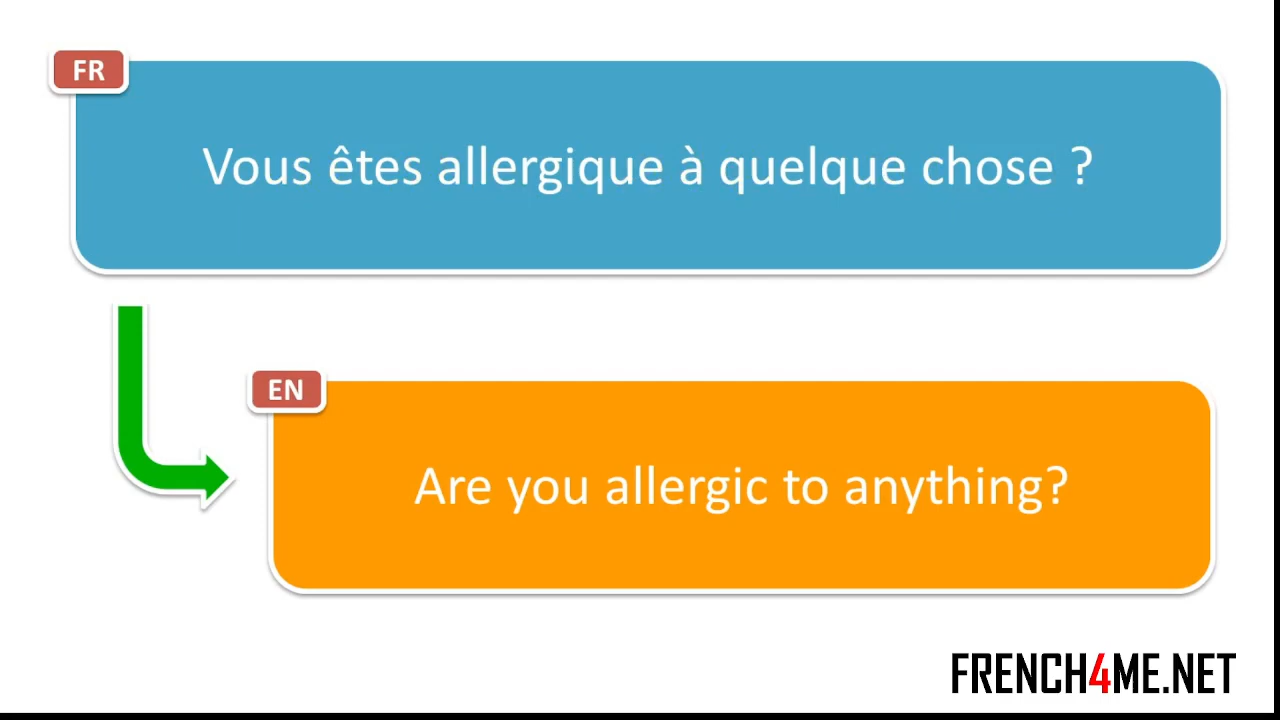 FR
Vous êtes allergique à quelque chose ?
EN
Are you allergic to anything?
FRENCH4ME.NET